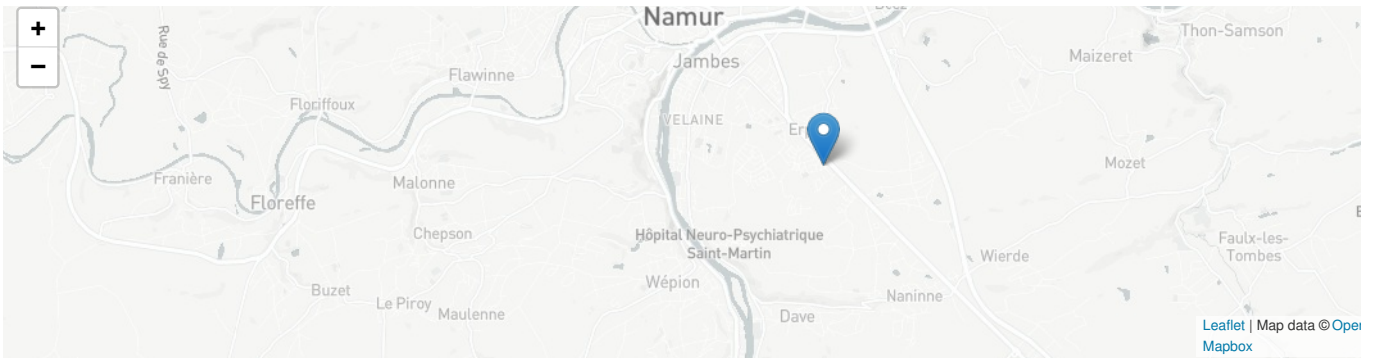 +
−
Namur
Thon-Samson
Maizeret
Jambes
Flawinne
Rue de Spy
Floriffoux
VELAINE
Mozet
Franière
Malonne
Floreffe
Chepson
Hôpital Neuro-Psychiatrique
Saint-Martin
Faulx-les-
Tombes
Wierde
Wépion
Buzet
Le Piroy
Maulenne
Naninne
Dave
Leaflet | Map data © Open
Mapbox